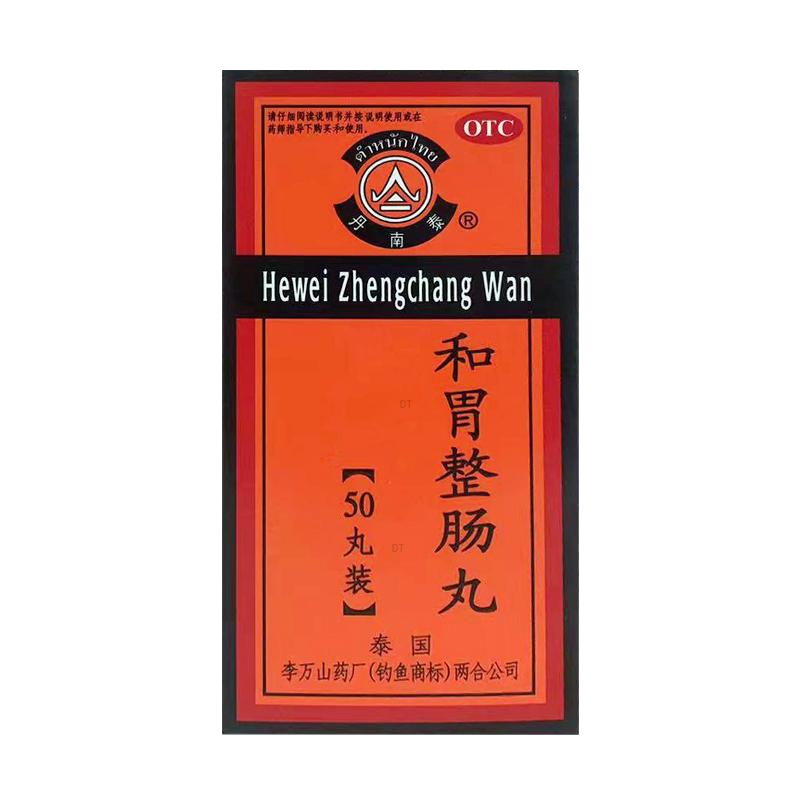 请仔细阅读说明书并按说明使用或在
药师指导下购买和使用。
OTC
ตำหนักไทย
丹南泰®
Hewei Zhengchang Wan
和胃整肠丸
【50丸装】
泰国
李万山药厂(钓鱼商标)两合公司
DT
DT